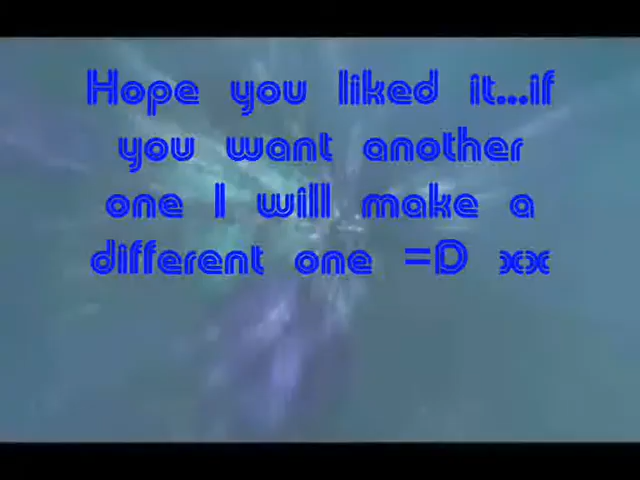 Hope you liked it...if
you want another
one I will make a
different one =D xx